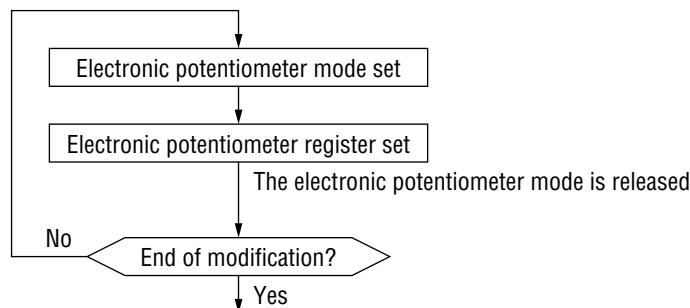 Electronic potentiometer mode set
Electronic potentiometer register set
The electronic potentiometer mode is released
No
End of modification?
Yes